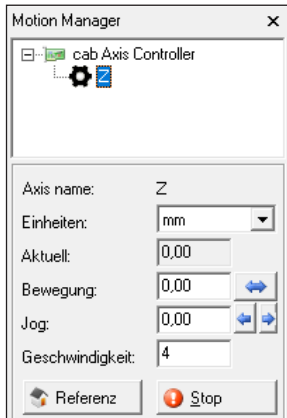 Motion Manager
cab Axis Controller
Z
Axis name: Z
Einheiten: mm
Aktuell: 0,00
Bewegung: 0,00
Jog: 0,00
Geschwindigkeit: 4
Referenz Stop